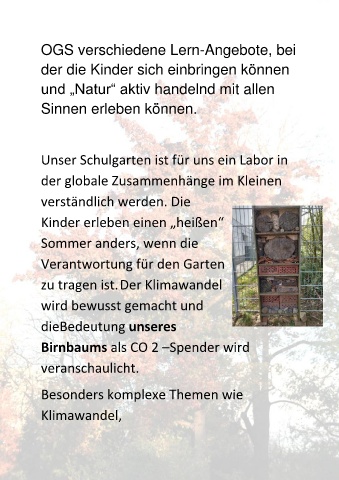 OGS verschiedene Lern-Angebote, bei
der die Kinder sich einbringen können
und „Natur“ aktiv handelnd mit allen
Sinnen erleben können.
Unser Schulgarten ist für uns ein Labor in
der globale Zusammenhänge im Kleinen
verständlich werden. Die
Kinder erleben einen „heißen“
Sommer anders, wenn die
Verantwortung für den Garten
zu tragen ist. Der Klimawandel
wird bewusst gemacht und
dieBedeutung unseres
Birnbaums als CO 2 –Spender wird
veranschaulicht.
Besonders komplexe Themen wie
Klimawandel,